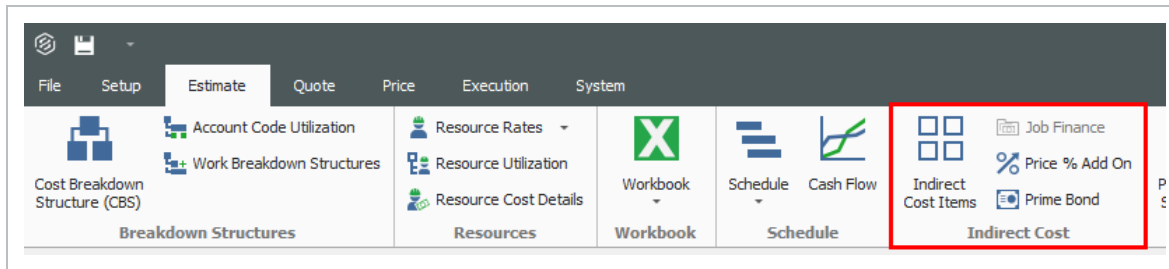 File Setup Estimate Quote Price Execution System
Cost Breakdown
Structure (CBS)
Account Code Utilization
Work Breakdown Structures
Breakdown Structures
Resource Rates
Resource Utilization
Resource Cost Details
Resources
Workbook
Workbook
Schedule
Cash Flow
Schedule
Indirect
Cost Items
Job Finance
Price % Add On
Prime Bond
Indirect Cost